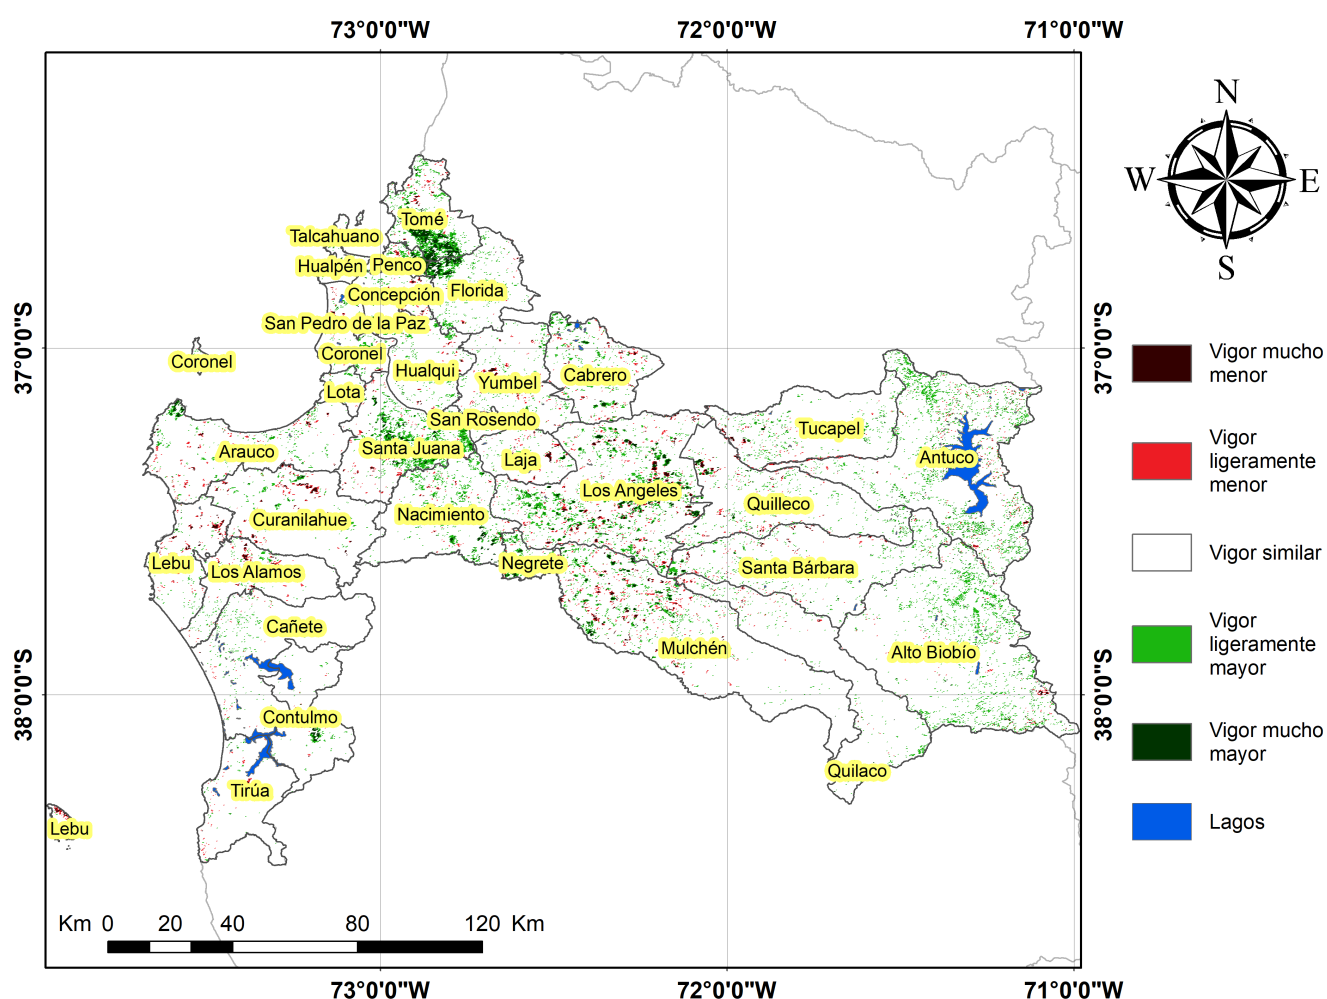 73°0'0"W
72°0'0"W
71°0'0"W
N
W
E
S
37°0'0"S
37°0'0"S
38°0'0"S
38°0'0"S
Tomé
Talcahuano
Hualpén
Penco
Concepción
Florida
San Pedro de la Paz
Coronel
Coronel
Hualqui
Yumbel
Cabrero
Lota
San Rosendo
Tucapel
Arauco
Santa Juana
Laja
Antuco
Los Angeles
Quilleco
Curanilahue
Nacimiento
Lebu
Los Alamos
Negrete
Santa Bárbara
Cañete
Mulchén
Alto Biobío
Contulmo
Quilaco
Tirúa
Lebu
Vigor mucho
menor
Vigor
ligeramente
menor
Vigor similar
Vigor
ligeramente
mayor
Vigor mucho
mayor
Lagos
Km 0 20 40 80 120 Km
73°0'0"W
72°0'0"W
71°0'0"W